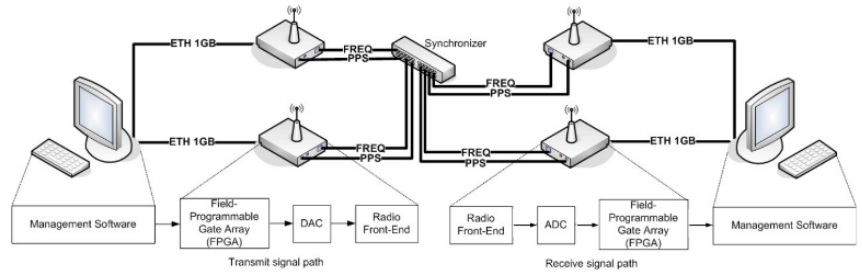 ETH 1GB
FREQ
PPS
Synchronizer
ETH 1GB
FREQ
PPS
ETH 1GB
FREQ
PPS
FREQ
PPS
ETH 1GB
Management Software
Field-
Programmable
Gate Array
(FPGA)
DAC
Radio
Front-End
Transmit signal path
Radio
Front-End
ADC
Field-
Programmable
Gate Array
(FPGA)
Management Software
Receive signal path